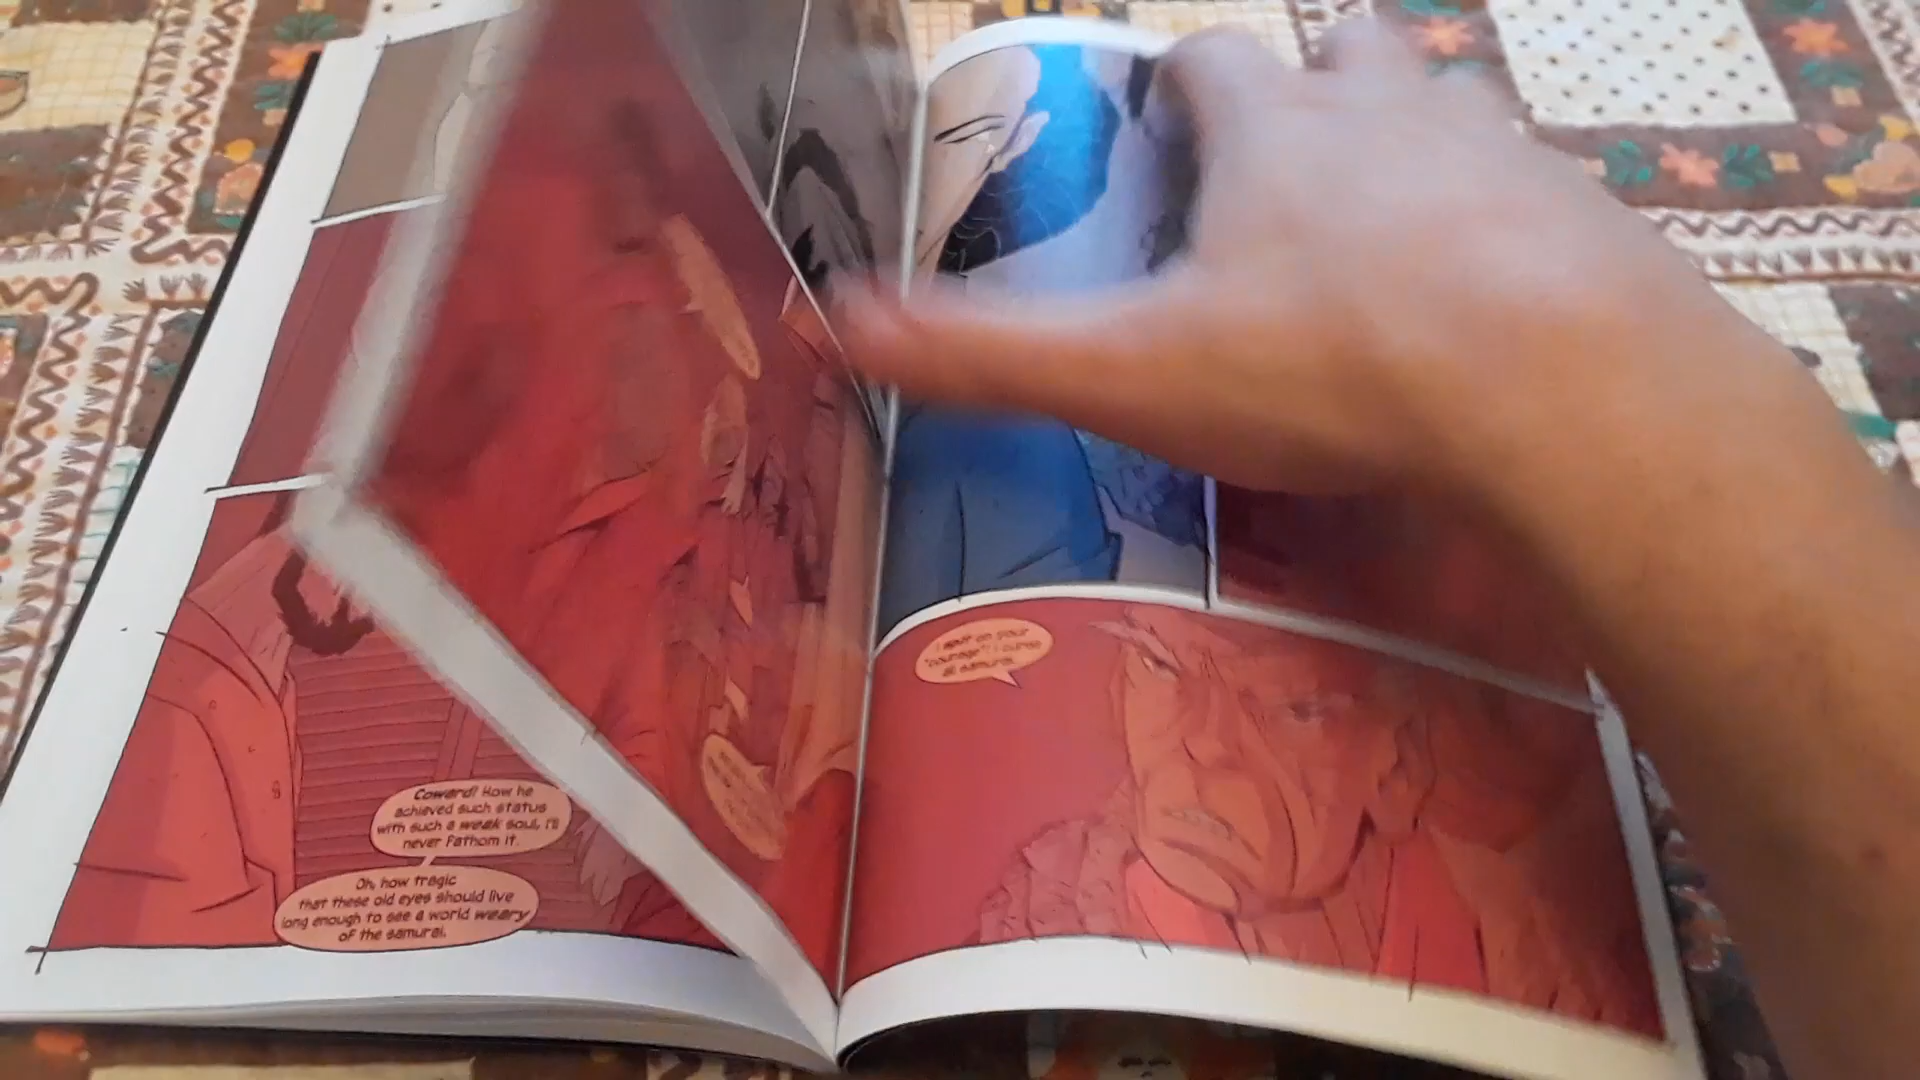 Coward! How he
achieved such status
with such a weak soul, I'll
never fathom it.
Oh, how tragic
that these old eyes should live
long enough to see a world weary
of the samurai.
I spit on your
"courage". I curse
all samurai.